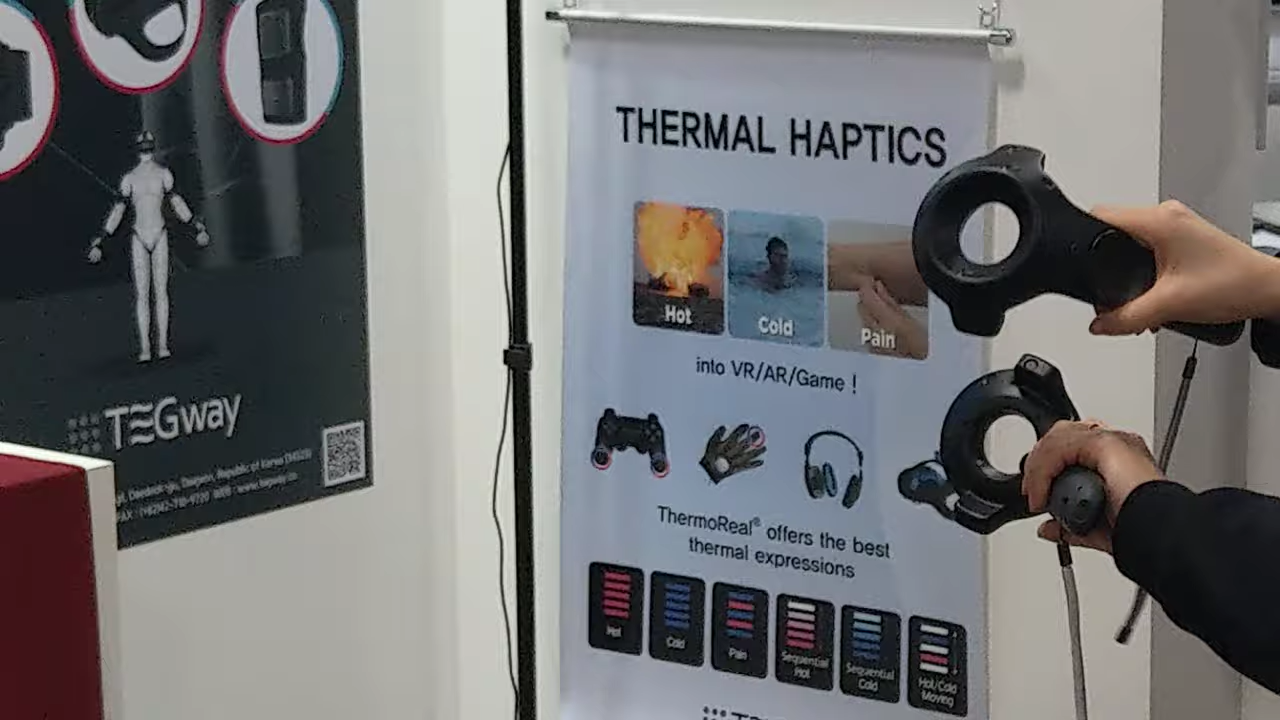 TEGway
THERMAL HAPTICS
Hot
Cold
Pain
into VR/AR/Game !
ThermoReal® offers the best
thermal expressions
Hot
Cold
Pain
Sequential
Hot
Sequential
Cold
Hot/Cold
Moving